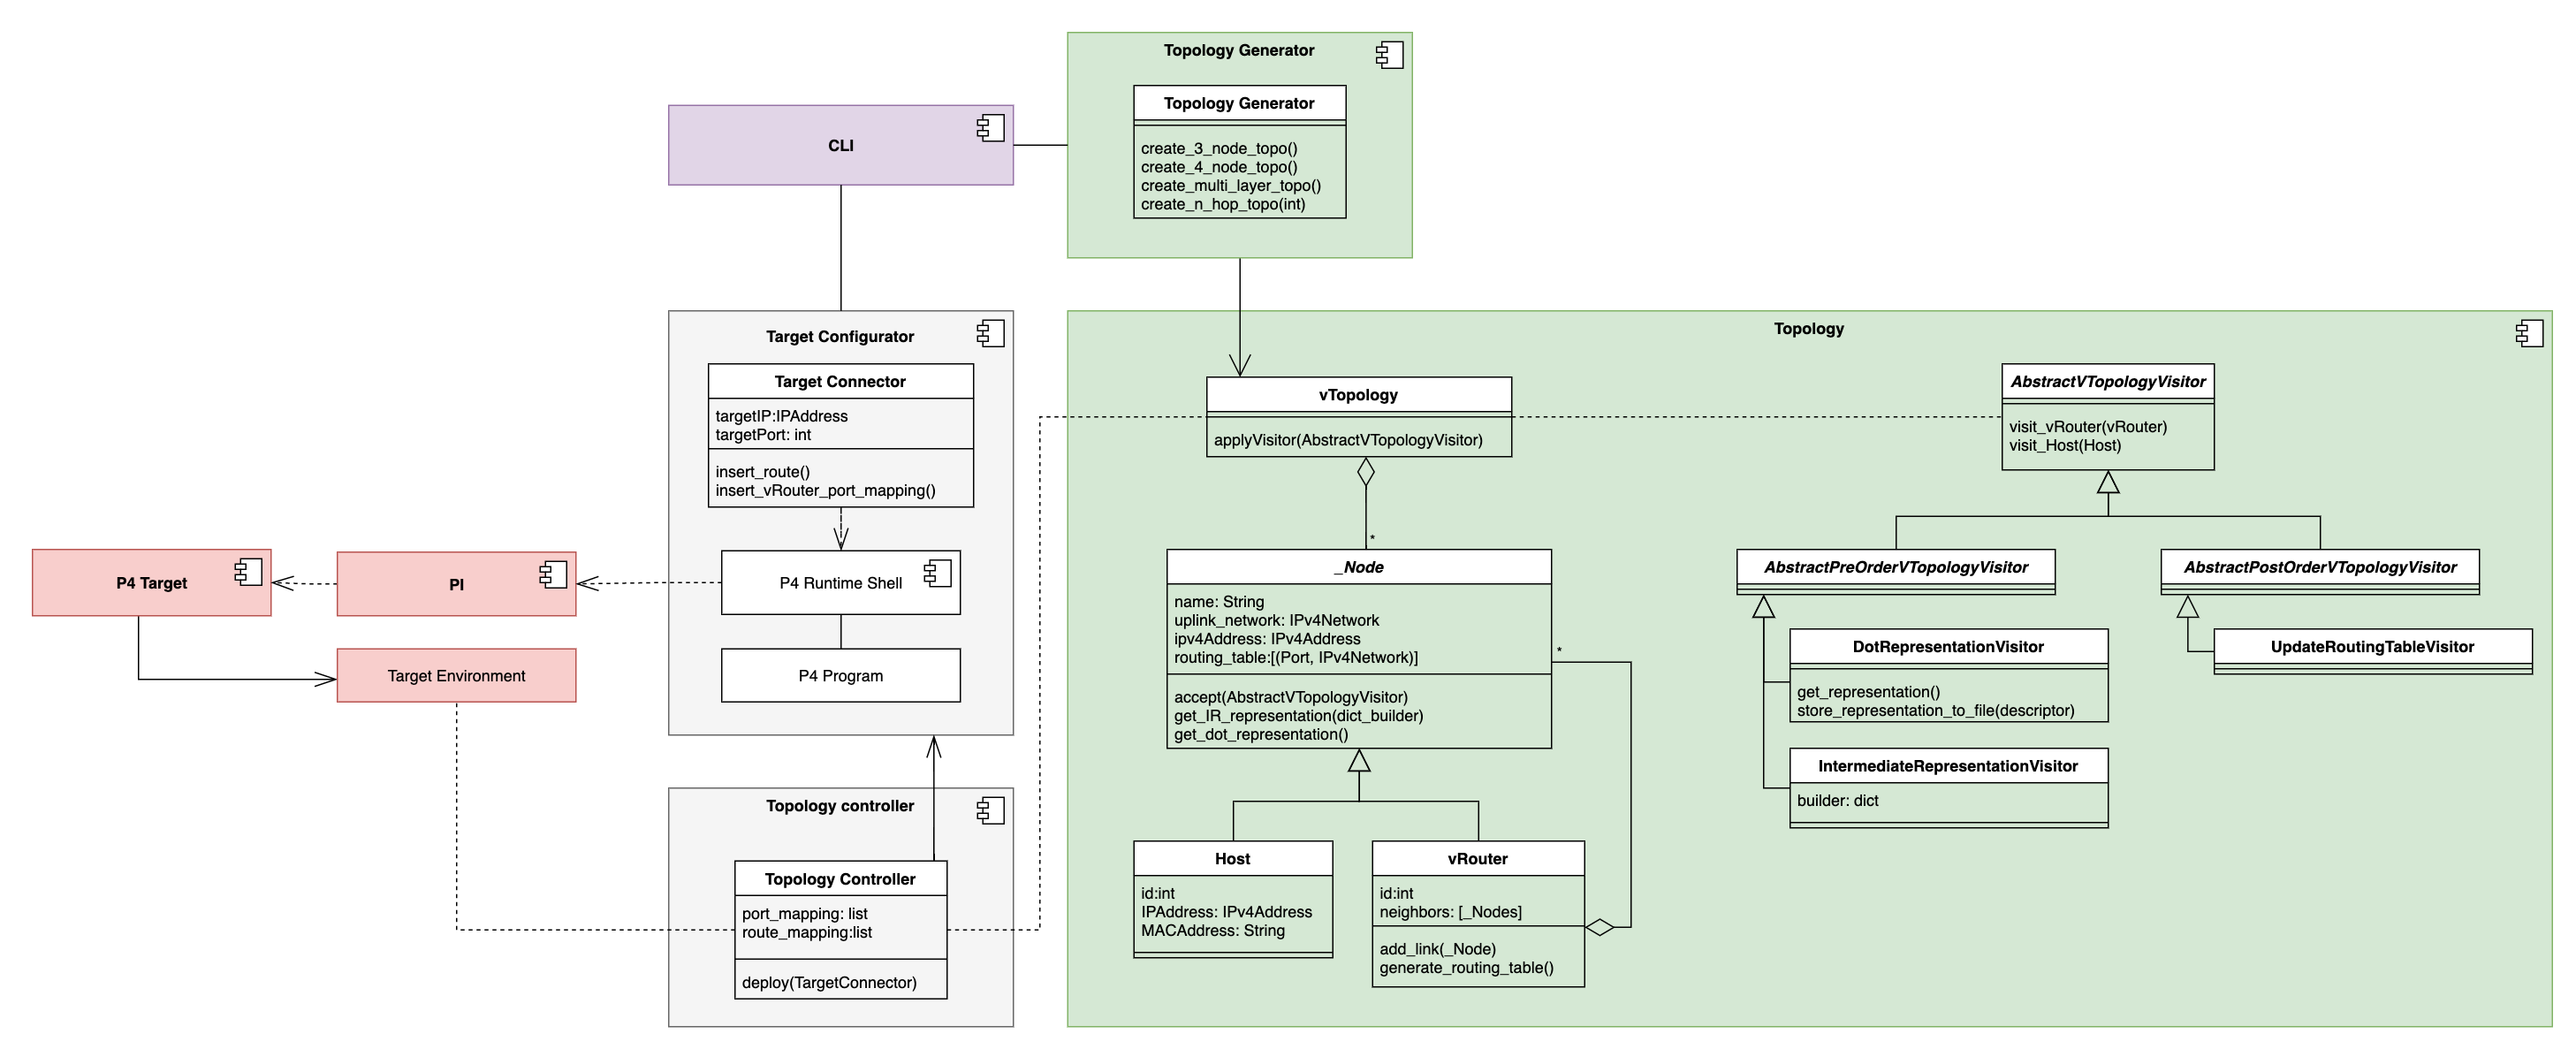 Topology Generator
Topology Generator
create_3_node_topo()
create_4_node_topo()
create_multi_layer_topo()
create_n_hop_topo(int)
CLI
Target Configurator
Target Connector
targetIP:IPAddress
targetPort: int
insert_route()
insert_vRouter_port_mapping()
P4 Runtime Shell
P4 Program
P4 Target
PI
Target Environment
Topology controller
Topology Controller
port_mapping: list
route_mapping:list
deploy(TargetConnector)
Topology
vTopology
applyVisitor(AbstractVTopologyVisitor)
*
_Node
name: String
uplink_network: IPv4Network
ipv4Address: IPv4Address
routing_table:[(Port, IPv4Network)]
accept(AbstractVTopologyVisitor)
get_IR_representation(dict_builder)
get_dot_representation()
*
Host
id:int
IPAddress: IPv4Address
MACAddress: String
vRouter
id:int
neighbors: [_Nodes]
add_link(_Node)
generate_routing_table()
AbstractVTopologyVisitor
visit_vRouter(vRouter)
visit_Host(Host)
AbstractPreOrderVTopologyVisitor
AbstractPostOrderVTopologyVisitor
DotRepresentationVisitor
get_representation()
store_representation_to_file(descriptor)
UpdateRoutingTableVisitor
IntermediateRepresentationVisitor
builder: dict